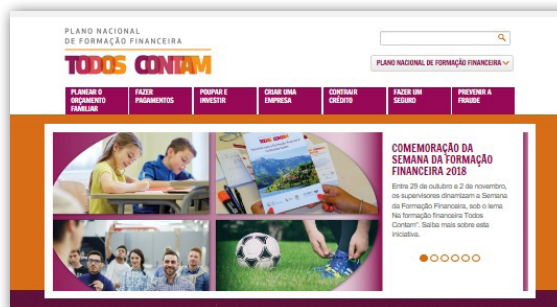 PLANO NACIONAL
DE FORMAÇÃO FINANCEIRA
TODOS CONTAM
PLANO NACIONAL DE FORMAÇÃO FINANCEIRA
PLANEAR O
ORÇAMENTO
FAMILIAR
FAZER
PAGAMENTOS
POUPAR E
INVESTIR
CRIAR UMA
EMPRESA
CONTRAIR
CRÉDITO
FAZER UM
SEGURO
PREVENIR A
FRAUDE
TODOS CONTAM
COMEMORAÇÃO DA
SEMANA DA FORMAÇÃO
FINANCEIRA 2018
Entre 29 de outubro e 2 de novembro,
os supervisores dinamizam a Semana
da Formação Financeira, sob o lema
Na formação financeira Todos
Contam". Saiba mais sobre esta
iniciativa.